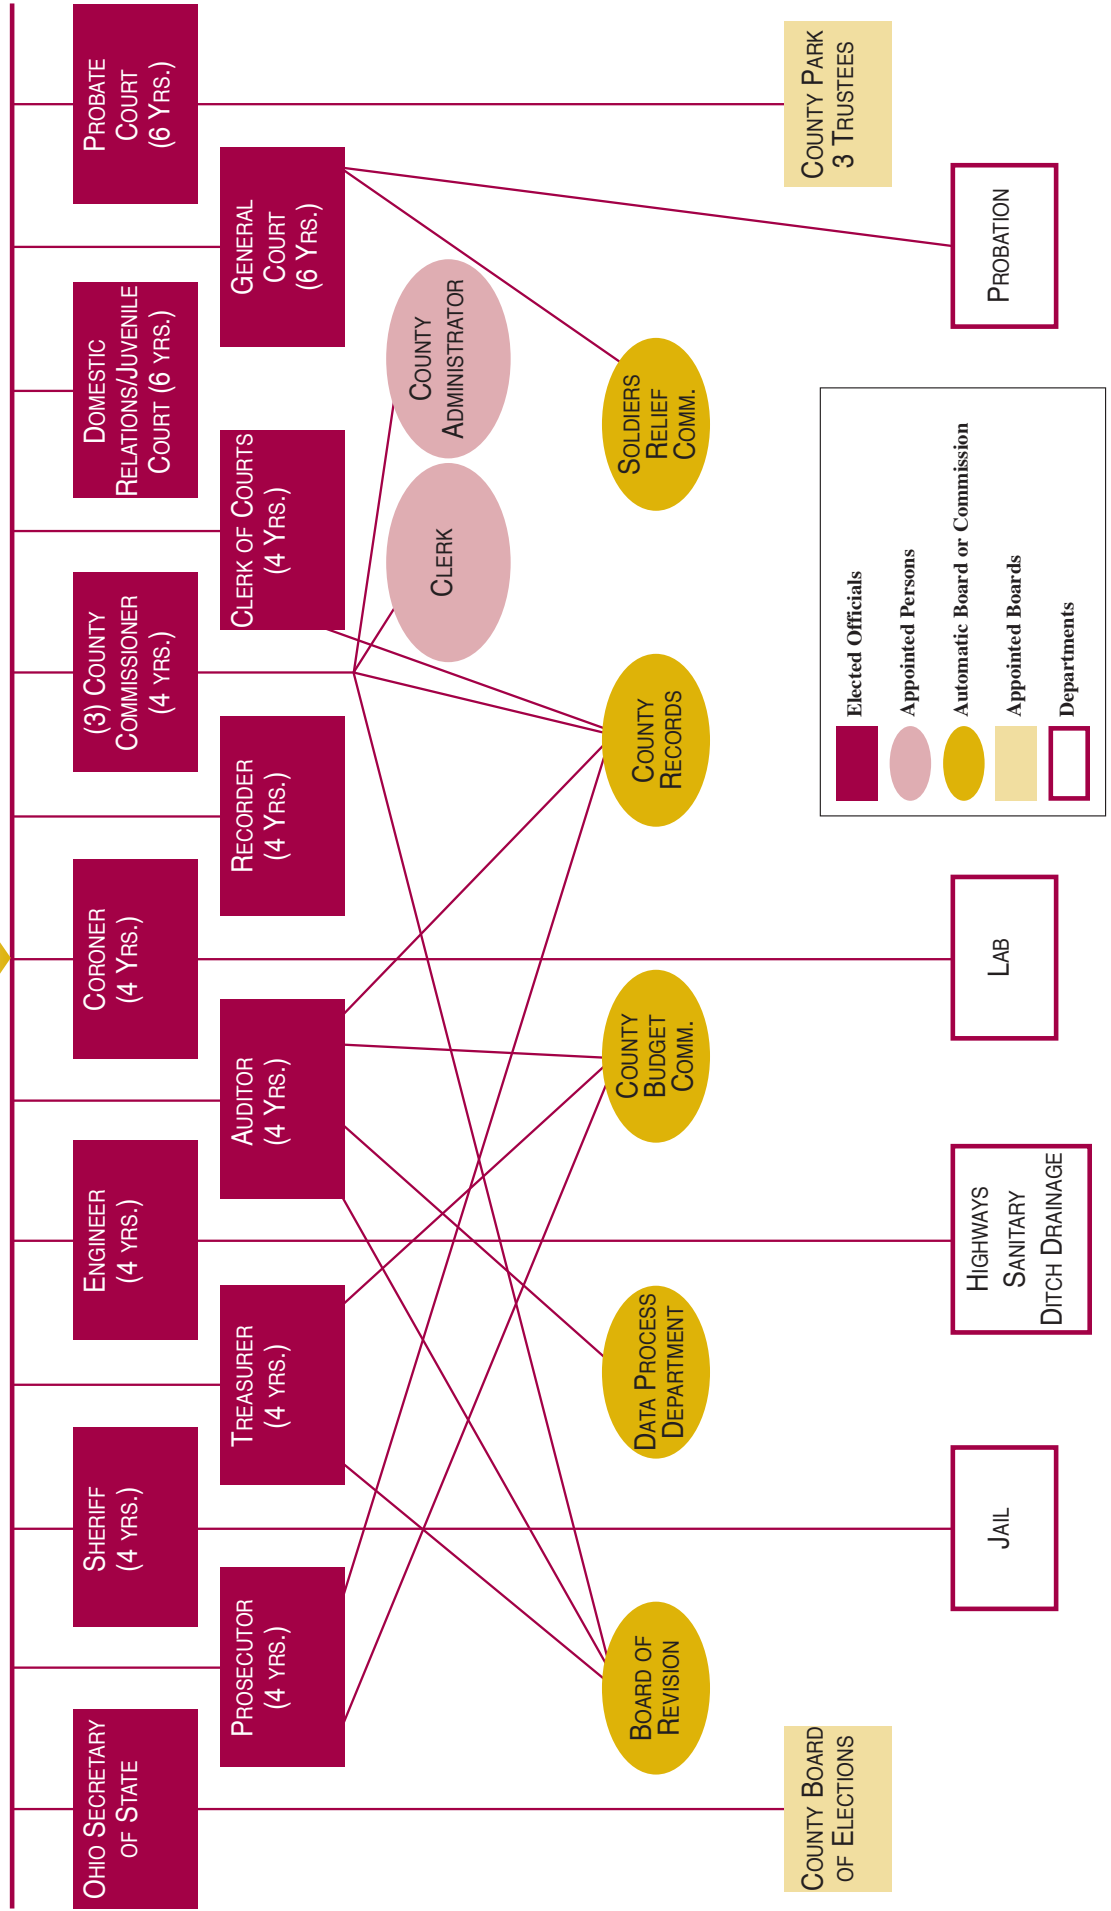 Ohio Secretary
of State
Sheriff
(4 yrs.)
Engineer
(4 yrs.)
Coroner
(4 Yrs.)
(3) County
Commissioner
(4 yrs.)
Domestic
Relations/Juvenile
Court (6 yrs.)
Probate
Court
(6 Yrs.)
Prosecutor
(4 yrs.)
Treasurer
(4 yrs.)
Auditor
(4 Yrs.)
Recorder
(4 Yrs.)
Clerk of Courts
(4 Yrs.)
General
Court
(6 Yrs.)
Clerk
County
Administrator
Board of
Revision
Data Process
Department
County
Budget
Comm.
County
Records
Soldiers
Relief
Comm.
County Board
of Elections
County Park
3 Trustees
Jail
Highways
Sanitary
Ditch Drainage
Lab
Probation
Elected Officials
Appointed Persons
Automatic Board or Commission
Appointed Boards
Departments